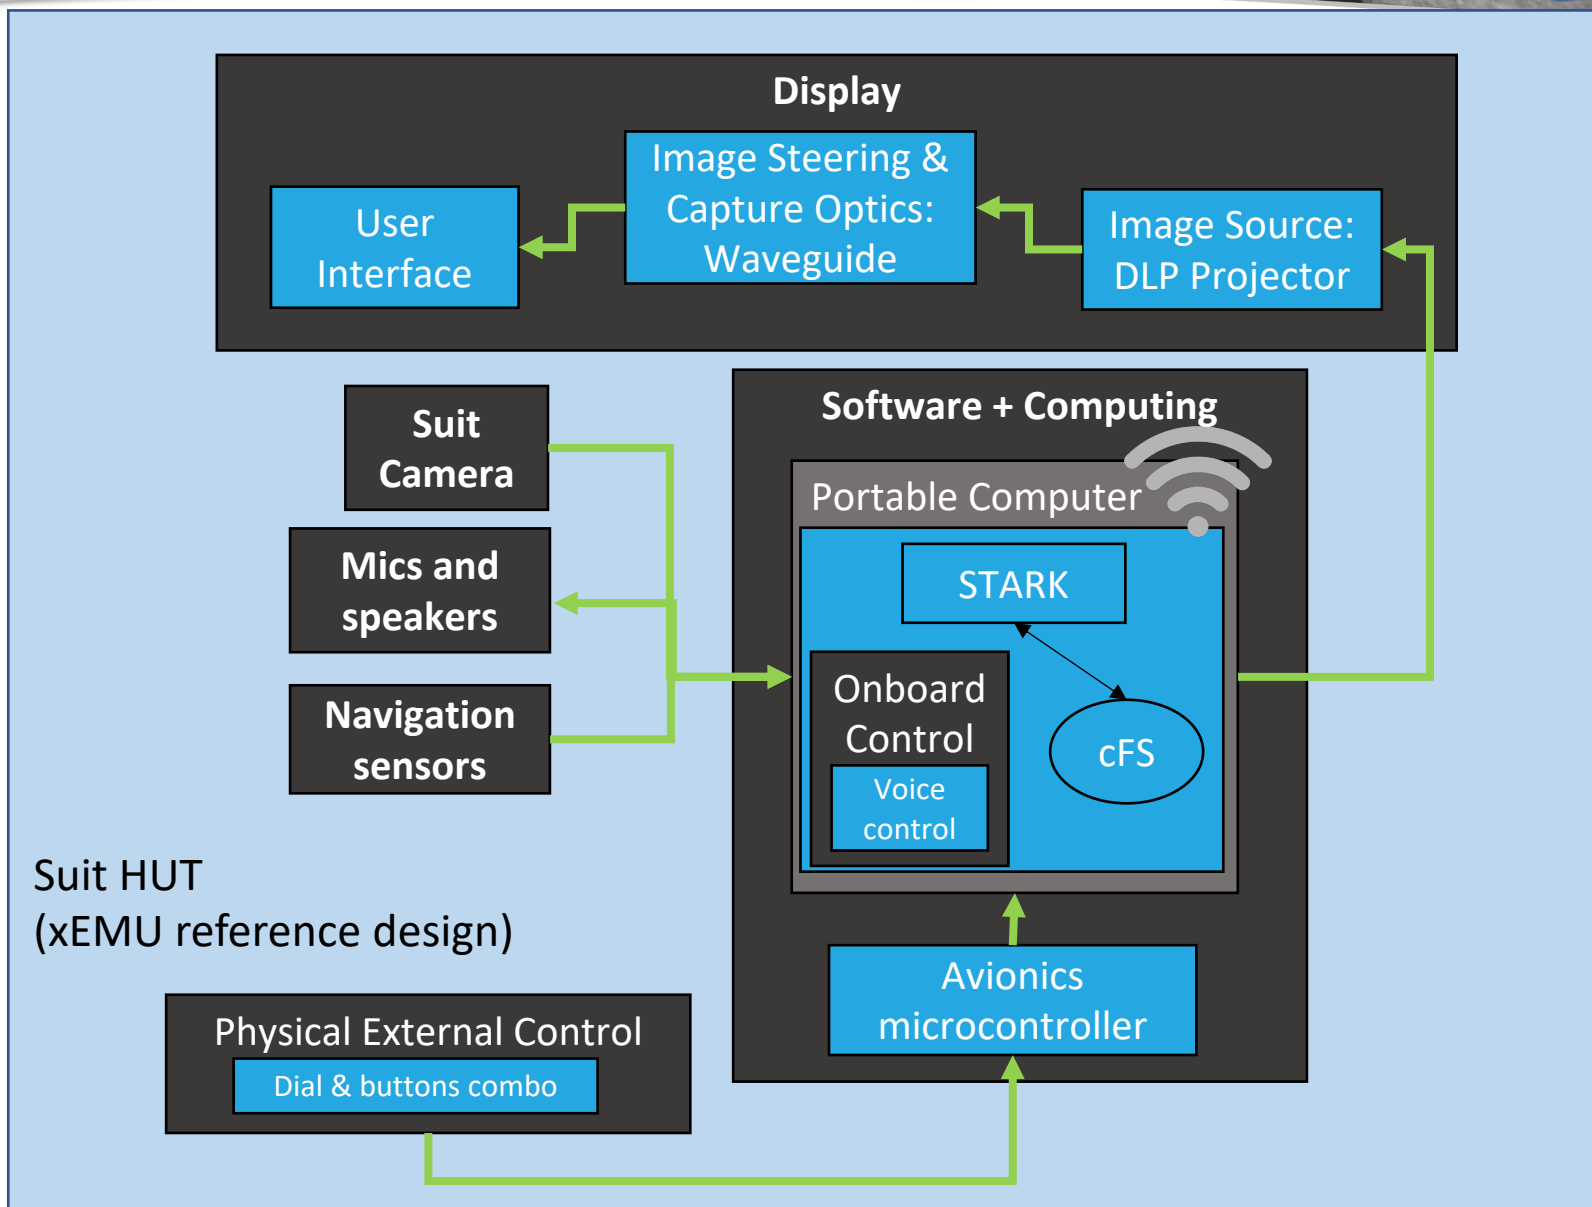 Display
User
Interface
Image Steering &
Capture Optics:
Waveguide
Image Source:
DLP Projector
Suit
Camera
Mics and
speakers
Navigation
sensors
Software + Computing
Portable Computer
STARK
Onboard
Control
Voice
control
cFS
Avionics
microcontroller
Suit HUT
(xEMU reference design)
Physical External Control
Dial & buttons combo